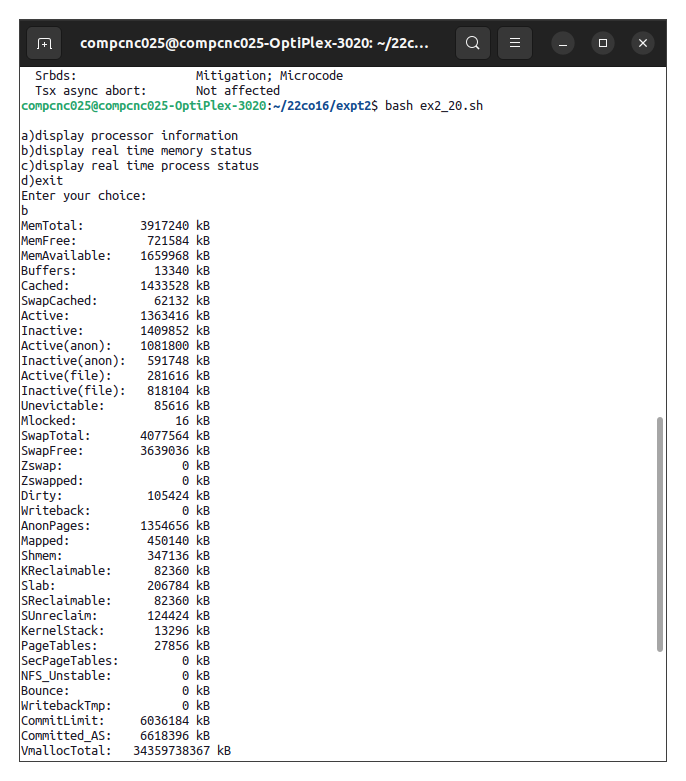 compcnc025@compcnc025-OptiPlex-3020: ~/22c...
  Srbds:                 Mitigation; Microcode
  Tsx async abort:       Not affected
compcnc025@compcnc025-OptiPlex-3020:~/22co16/expt2$ bash ex2_20.sh

a)display processor information
b)display real time memory status
c)display real time process status
d)exit
Enter your choice:
b
MemTotal:        3917240 kB
MemFree:          721584 kB
MemAvailable:    1659968 kB
Buffers:           13340 kB
Cached:          1433528 kB
SwapCached:        62132 kB
Active:          1363416 kB
Inactive:        1409852 kB
Active(anon):    1081800 kB
Inactive(anon):   591748 kB
Active(file):     281616 kB
Inactive(file):   818104 kB
Unevictable:       85616 kB
Mlocked:              16 kB
SwapTotal:       4077564 kB
SwapFree:        3639036 kB
Zswap:                 0 kB
Zswapped:              0 kB
Dirty:            105424 kB
Writeback:             0 kB
AnonPages:       1354656 kB
Mapped:           450140 kB
Shmem:            347136 kB
KReclaimable:      82360 kB
Slab:             206784 kB
SReclaimable:      82360 kB
SUnreclaim:       124424 kB
KernelStack:       13296 kB
PageTables:        27856 kB
SecPageTables:         0 kB
NFS_Unstable:          0 kB
Bounce:                0 kB
WritebackTmp:          0 kB
CommitLimit:     6036184 kB
Committed_AS:    6618396 kB
VmallocTotal:   34359738367 kB